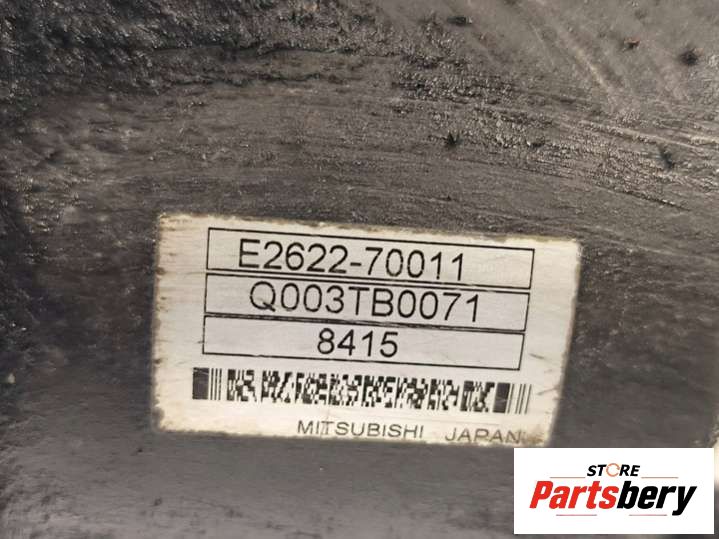 E2622-70011
Q003TB0071
8415
MITSUBISHI JAPAN
STORE
Partsbery